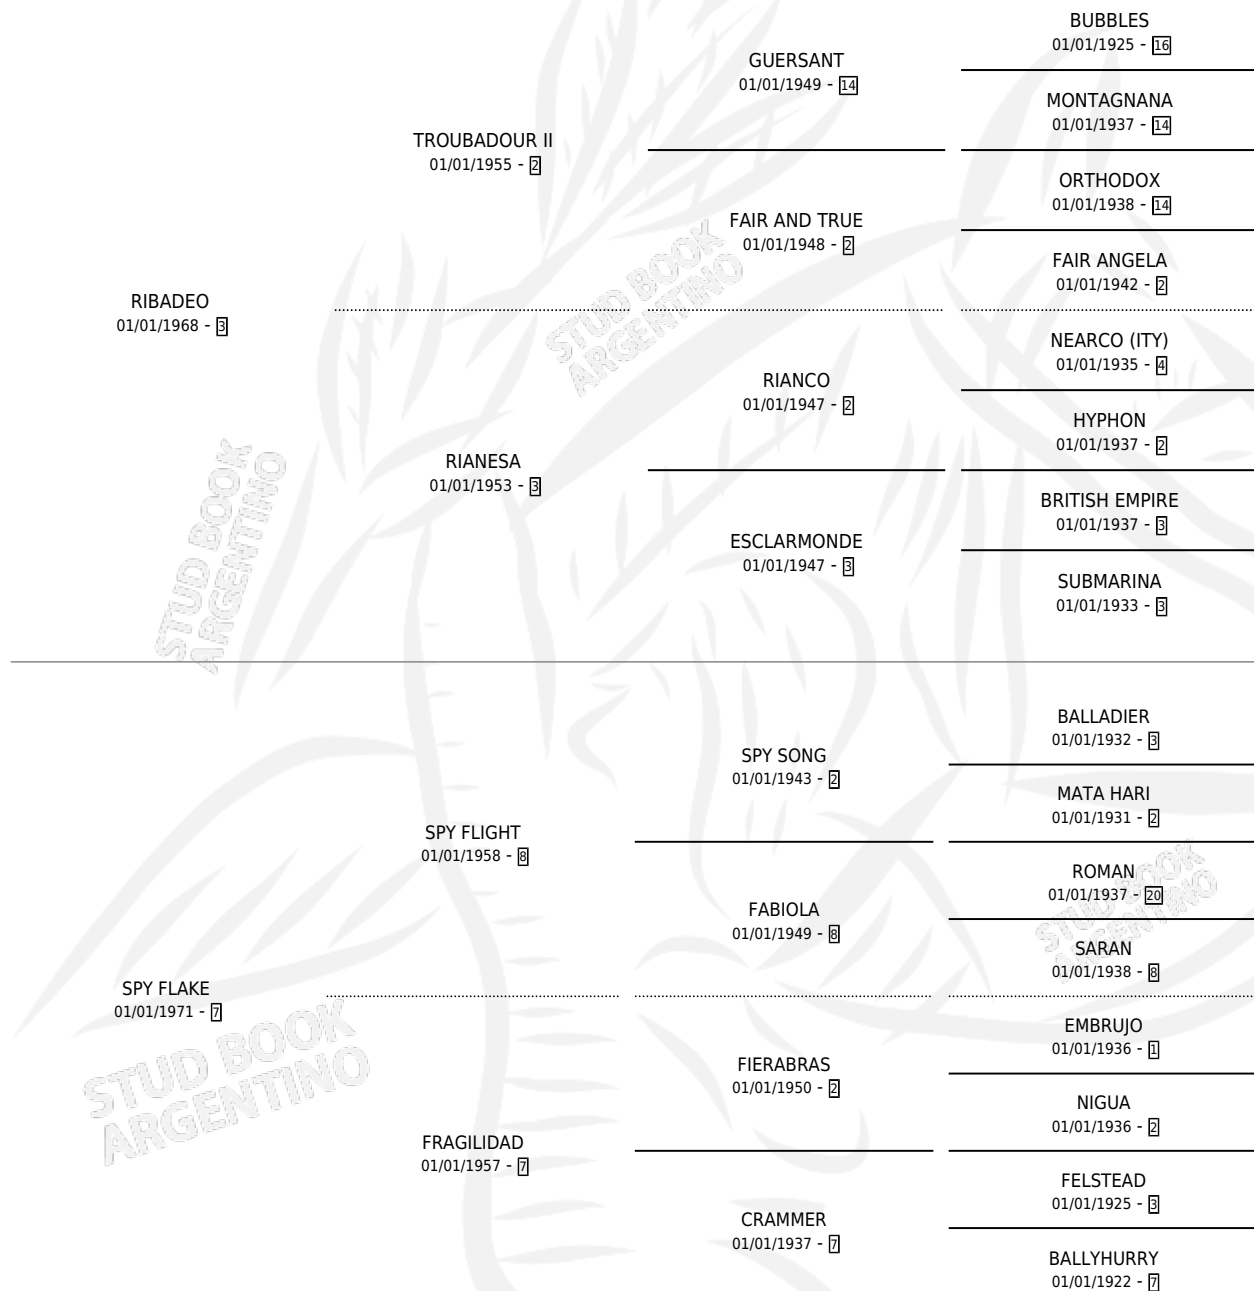 BUBBLES
01/01/1925 - 16
GUERSANT
01/01/1949 - 14
MONTAGNANA
01/01/1937 - 14
TROUBADOUR II
01/01/1955 - 2
ORTHODOX
01/01/1938 - 14
FAIR AND TRUE
01/01/1948 - 2
FAIR ANGELA
01/01/1942 - 2
RIBADEO
01/01/1968 - 3
NEARCO (ITY)
01/01/1935 - 4
RIANCO
01/01/1947 - 2
HYPHON
01/01/1937 - 2
RIANESA
01/01/1953 - 3
BRITISH EMPIRE
01/01/1937 - 3
ESCLARMONDE
01/01/1947 - 3
SUBMARINA
01/01/1933 - 3
STUD BOOK
ARGENTINO
STUD BOOK
ARGENTINO
BALLADIER
01/01/1932 - 3
SPY SONG
01/01/1943 - 2
MATA HARI
01/01/1931 - 2
SPY FLIGHT
01/01/1958 - 8
ROMAN
01/01/1937 - 20
FABIOLA
01/01/1949 - 8
SARAN
01/01/1938 - 8
STUD BOOK
ARGENTINO
SPY FLAKE
01/01/1971 - 7
EMBRUJO
01/01/1936 - 1
FIERABRAS
01/01/1950 - 2
NIGUA
01/01/1936 - 2
STUD BOOK
ARGENTINO
FRAGILIDAD
01/01/1957 - 7
FELSTEAD
01/01/1925 - 3
CRAMMER
01/01/1937 - 7
BALLYHURRY
01/01/1922 - 7